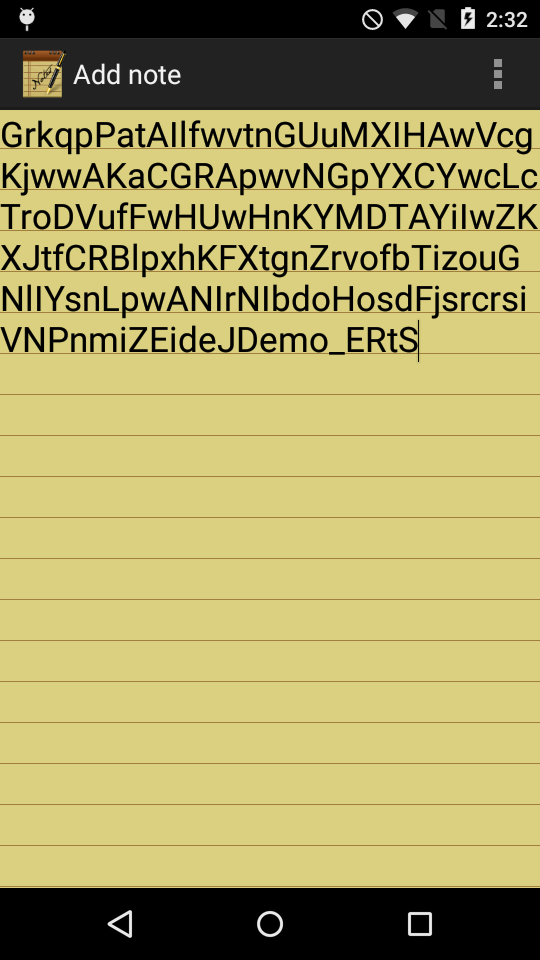 2:32
Add note
GrkqpPatAIlfwvtnGUuMXIHAwVcg
KjwwAKaCGRApwvNGpYXCYwcLc
TroDVufFwHUwHnKYMDTAYiIwZK
XJtfCRBlpxhKFXtgnZrvofbTizouG
NlIYsnLpwANIrNIbdoHosdFjsrcrsi
VNPnmiZEideJDemo_ERtS